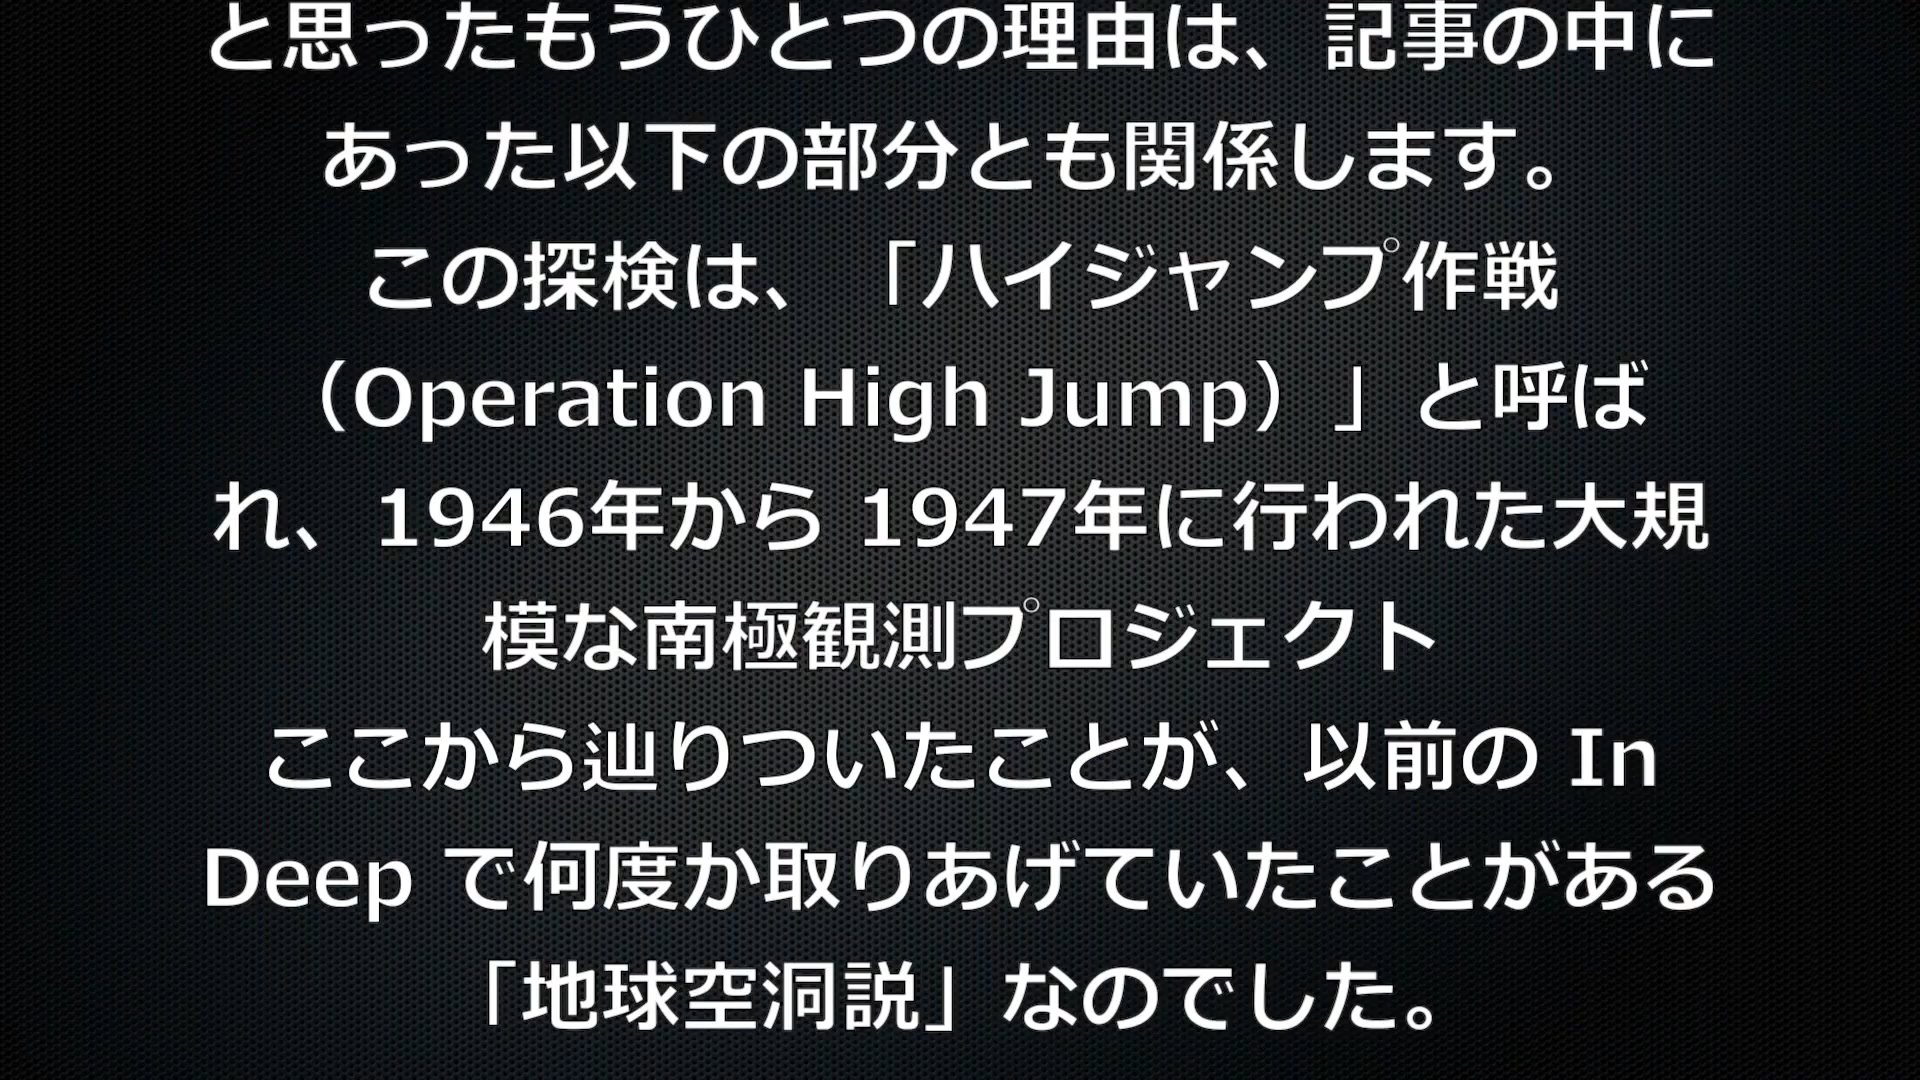 と思ったもうひとつの理由は、記事の中に
あった以下の部分とも関係します。
この探検は、「ハイジャンプ作戦
（Operation High Jump）」と呼ば
れ、1946年から 1947年に行われた大規
模な南極観測プロジェクト
ここから辿りついたことが、以前の In
Deep で何度か取りあげていたことがある
「地球空洞説」なのでした。